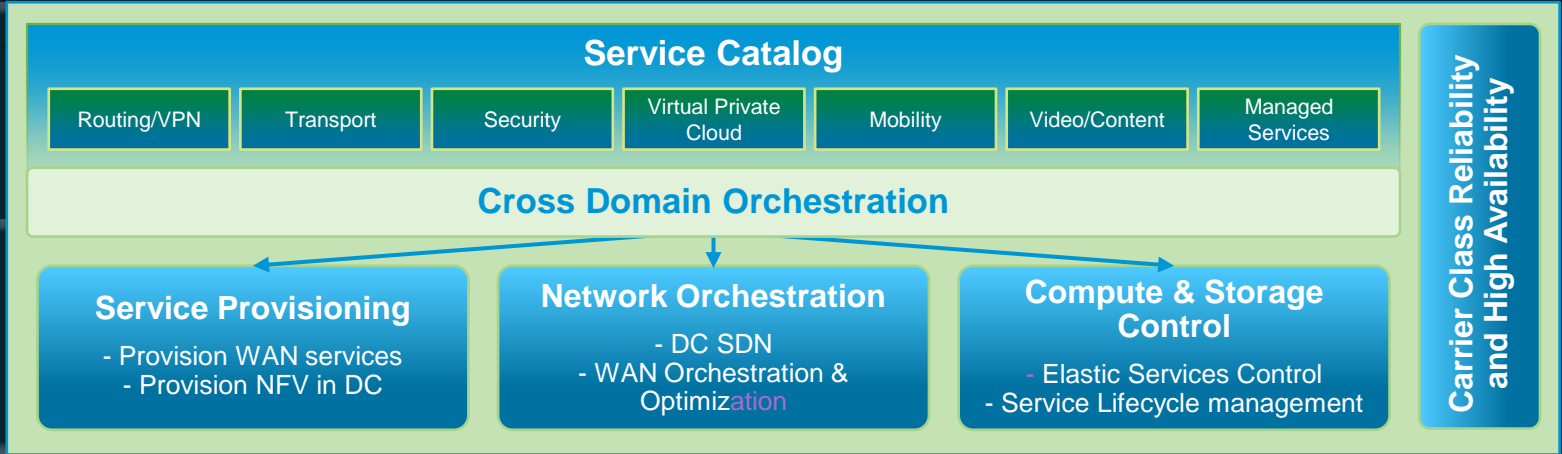 Service Catalog
Routing/VPN
Transport
Security
Virtual Private
Cloud
Mobility
Video/Content
Managed
Services
Cross Domain Orchestration
Service Provisioning
- Provision WAN services
- Provision NFV in DC
Network Orchestration
- DC SDN
- WAN Orchestration &
Optimization
Compute & Storage
Control
- Elastic Services Control
- Service Lifecycle management
Carrier Class Reliability
and High Availability